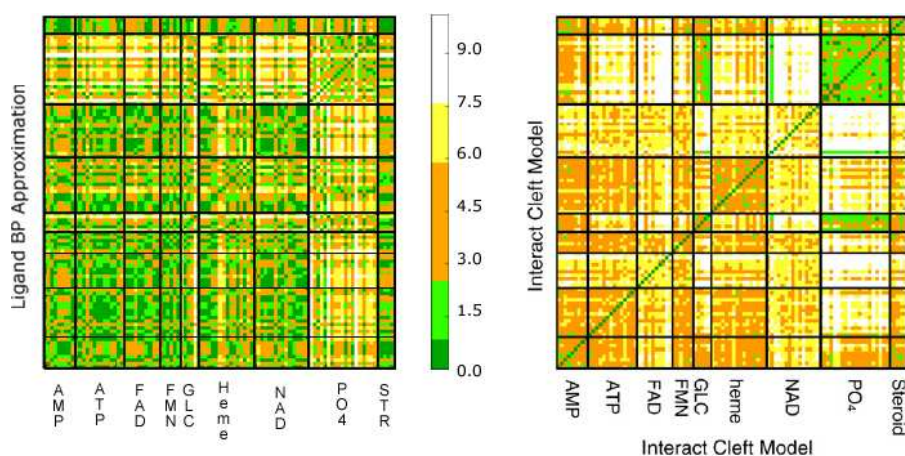 Ligand BP Approximation
AMP
ATP
FAD
FMN
GLC
Heme
NAD
PO4
STR
9.0
7.5
6.0
4.5
3.0
1.5
0.0
Interact Cleft Model
AMP
ATP
FAD
FMN
GLC
heme
NAD
PO4
Steroid
Interact Cleft Model